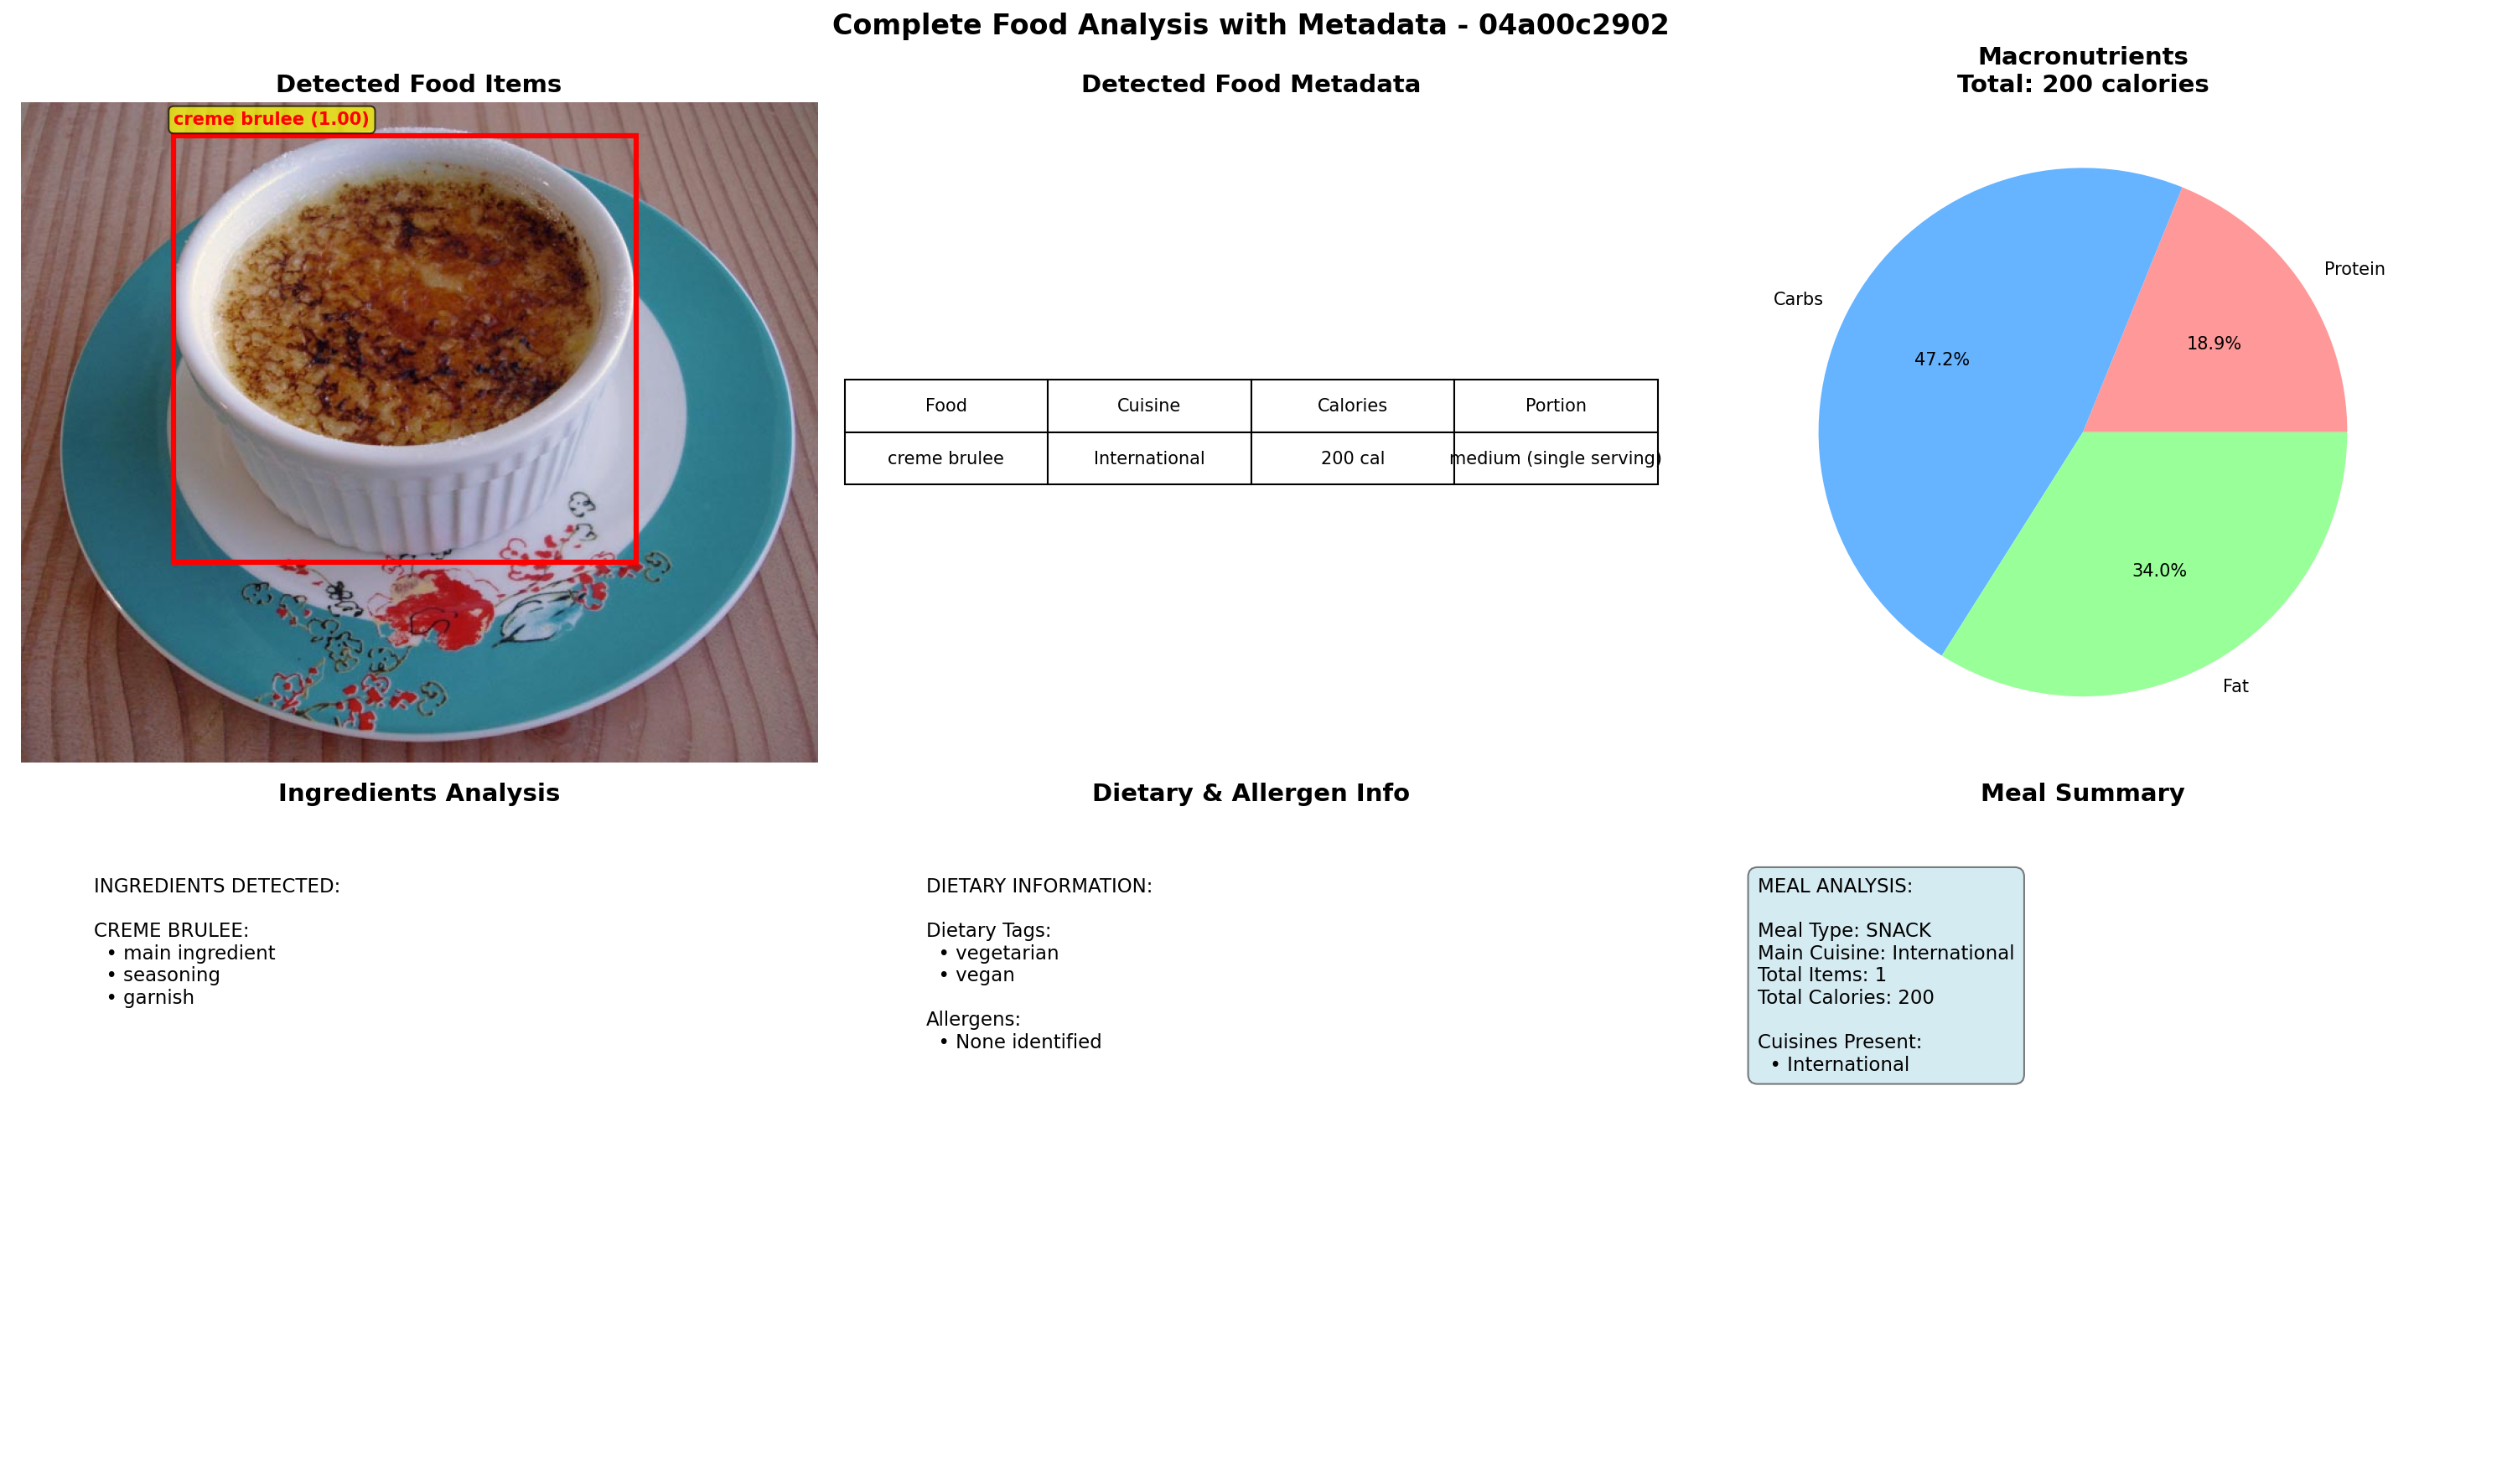 Complete Food Analysis with Metadata - 04a00c2902
Detected Food Items
creme brulee (1.00)
Detected Food Metadata
Food Cuisine Calories Portion
creme brulee International 200 cal medium (single serving)
Macronutrients
Total: 200 calories
Protein
18.9%
Carbs
47.2%
34.0%
Fat
Ingredients Analysis
INGREDIENTS DETECTED:
CREME BRULEE:
• main ingredient
• seasoning
• garnish
Dietary & Allergen Info
DIETARY INFORMATION:
Dietary Tags:
• vegetarian
• vegan
Allergens:
• None identified
Meal Summary
MEAL ANALYSIS:
Meal Type: SNACK
Main Cuisine: International
Total Items: 1
Total Calories: 200
Cuisines Present:
• International